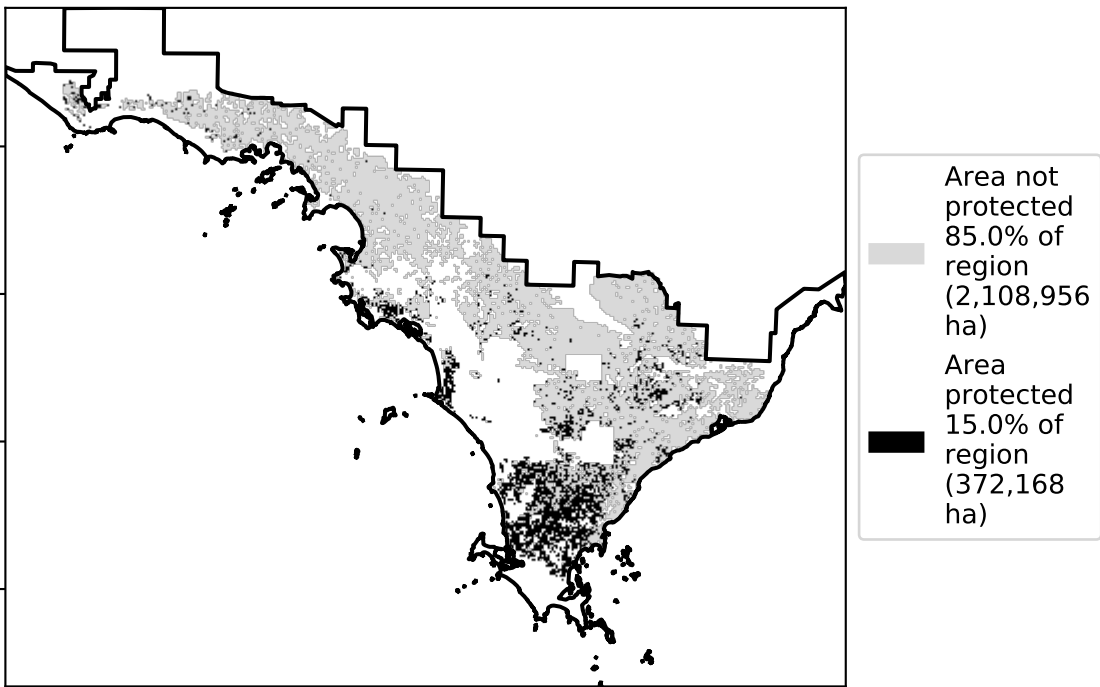 Area not
protected
85.0% of
region
(2,108,956
ha)
Area
protected
15.0% of
region
(372,168
ha)